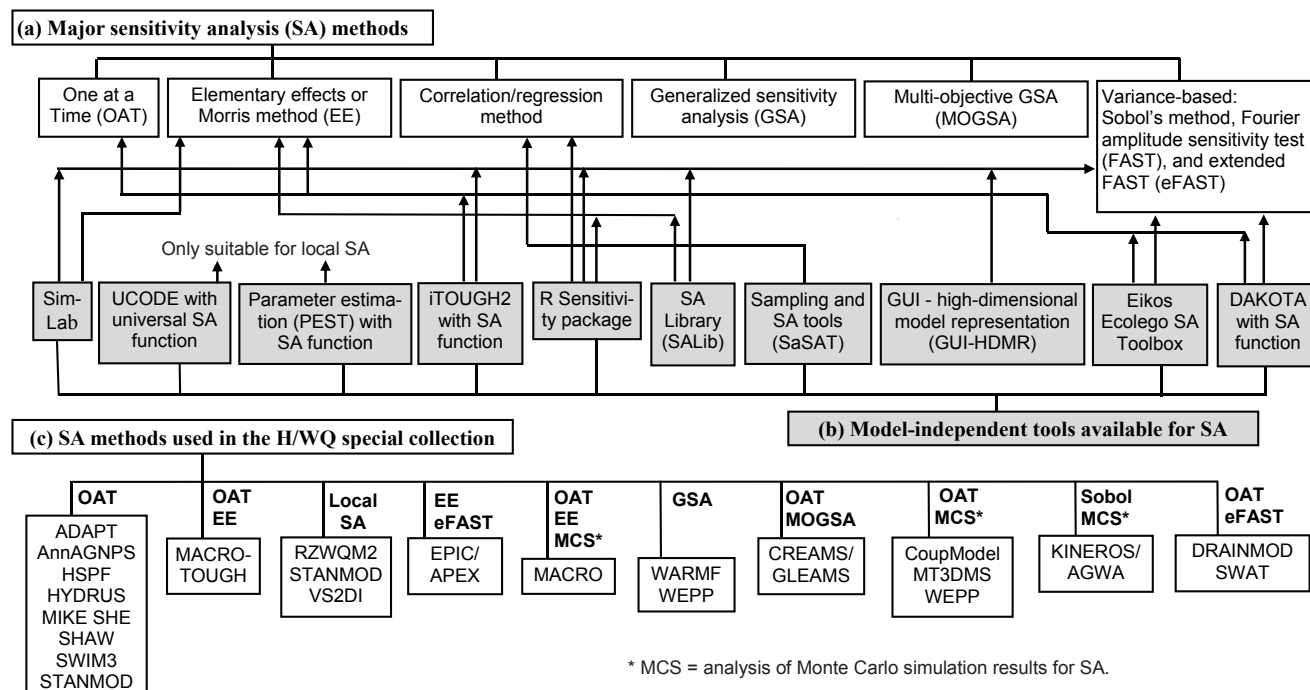 (a) Major sensitivity analysis (SA) methods
One at a
Time (OAT)
Elementary effects or
Morris method (EE)
Correlation/regression
method
Generalized sensitivity
analysis (GSA)
Multi-objective GSA
(MOGSA)
Variance-based:
Sobol's method, Fourier
amplitude sensitivity test
(FAST), and extended
FAST (eFAST)
Only suitable for local SA
Sim-
Lab
UCODE with
universal SA
function
Parameter estima-
tion (PEST) with
SA function
iTOUGH2
with SA
function
R Sensitivi-
ty package
SA
Library
(SALib)
Sampling and
SA tools
(SaSAT)
GUI - high-dimensional
model representation
(GUI-HDMR)
Eikos
Ecolego SA
Toolbox
DAKOTA
with SA
function
(b) Model-independent tools available for SA
(c) SA methods used in the H/WQ special collection
OAT
ADAPT
AnnAGNPS
HSPF
HYDRUS
MIKE SHE
SHAW
SWIM3
STANMOD
OAT
EE
MACRO-
TOUGH
Local
SA
RZWQM2
STANMOD
VS2DI
EE
eFAST
EPIC/
APEX
OAT
EE
MCS*
MACRO
GSA
WARMF
WEPP
OAT
MOGSA
CREAMS/
GLEAMS
OAT
MCS*
CoupModel
MT3DMS
WEPP
Sobol
MCS*
KINEROS/
AGWA
OAT
eFAST
DRAINMOD
SWAT
* MCS = analysis of Monte Carlo simulation results for SA.